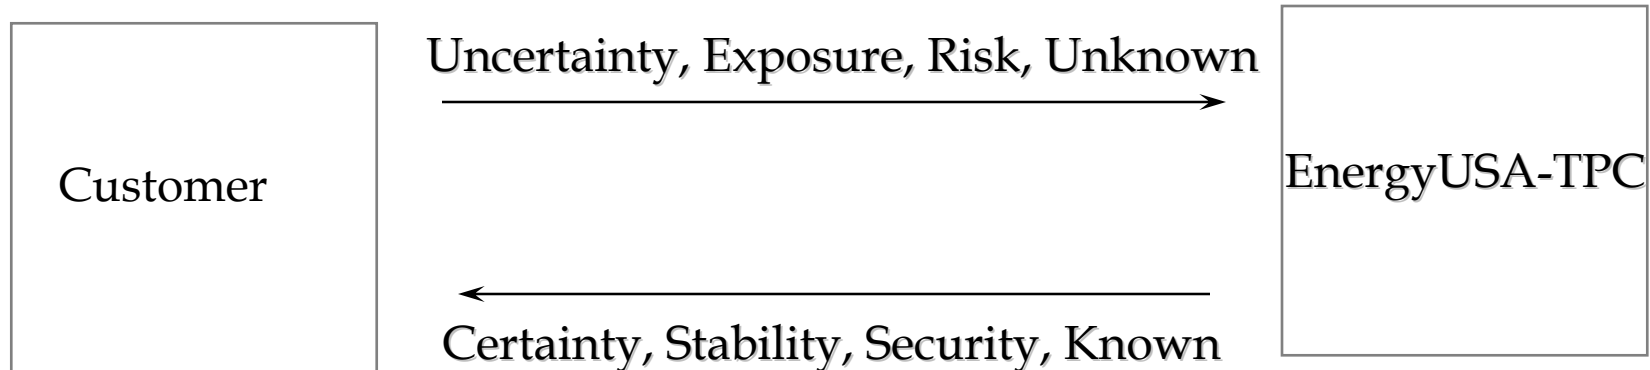 Uncertainty, Exposure, Risk, Unknown
Customer
EnergyUSA-TPC
Certainty, Stability, Security, Known